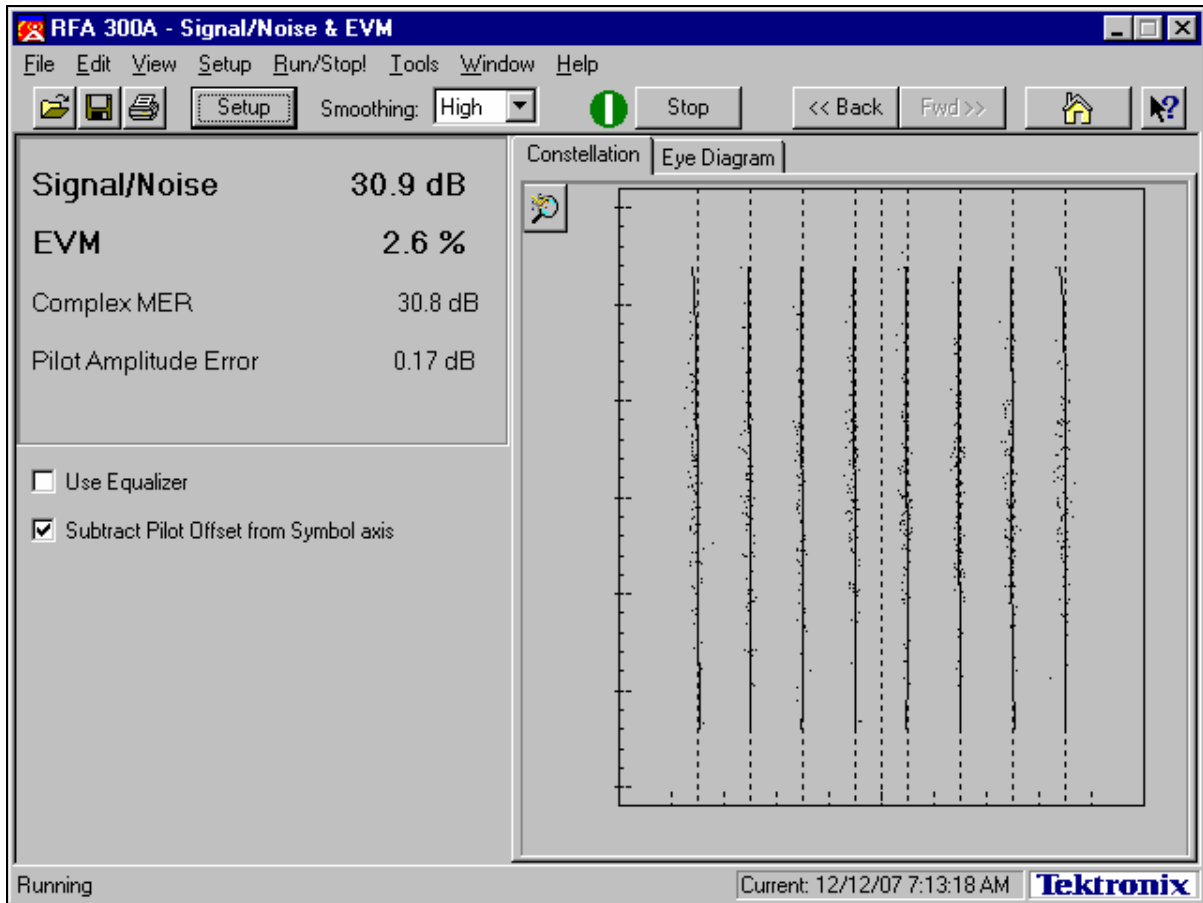 RFA 300A - Signal/Noise & EVM
File Edit View Setup Run/Stop! Tools Window Help
Setup Smoothing: High Stop << Back Fwd >>
Constellation Eye Diagram
Signal/Noise 30.9 dB
EVM 2.6 %
Complex MER 30.8 dB
Pilot Amplitude Error 0.17 dB
Use Equalizer
Subtract Pilot Offset from Symbol axis
Running Current: 12/12/07 7:13:18 AM Tektronix